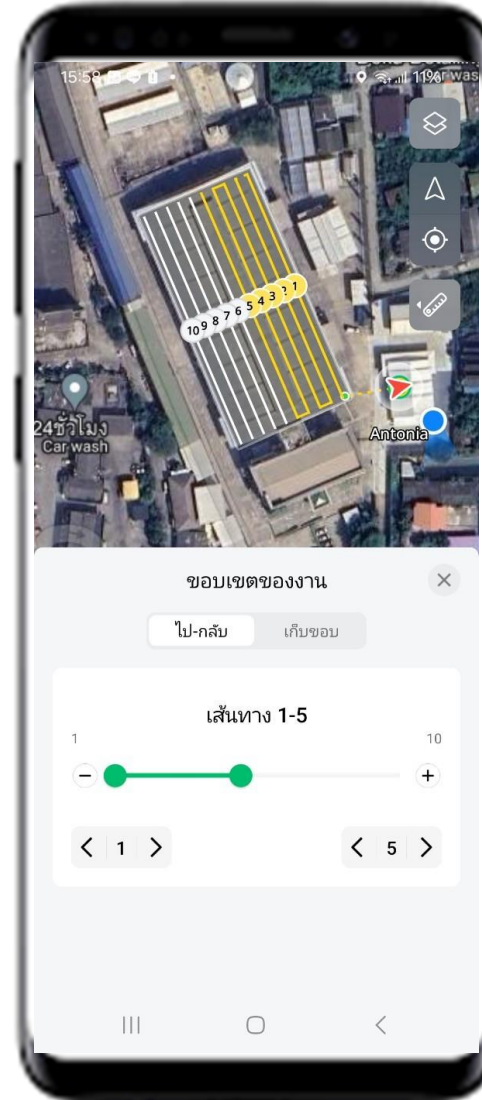 15:58
11%
10 9 8 7 6 5 4 3 2 1
24ชั่วโมง
Car wash
Antonia
ขอบเขตของงาน
ไป-กลับ
เก็บขอบ
เส้นทาง 1-5
1
10
1
5